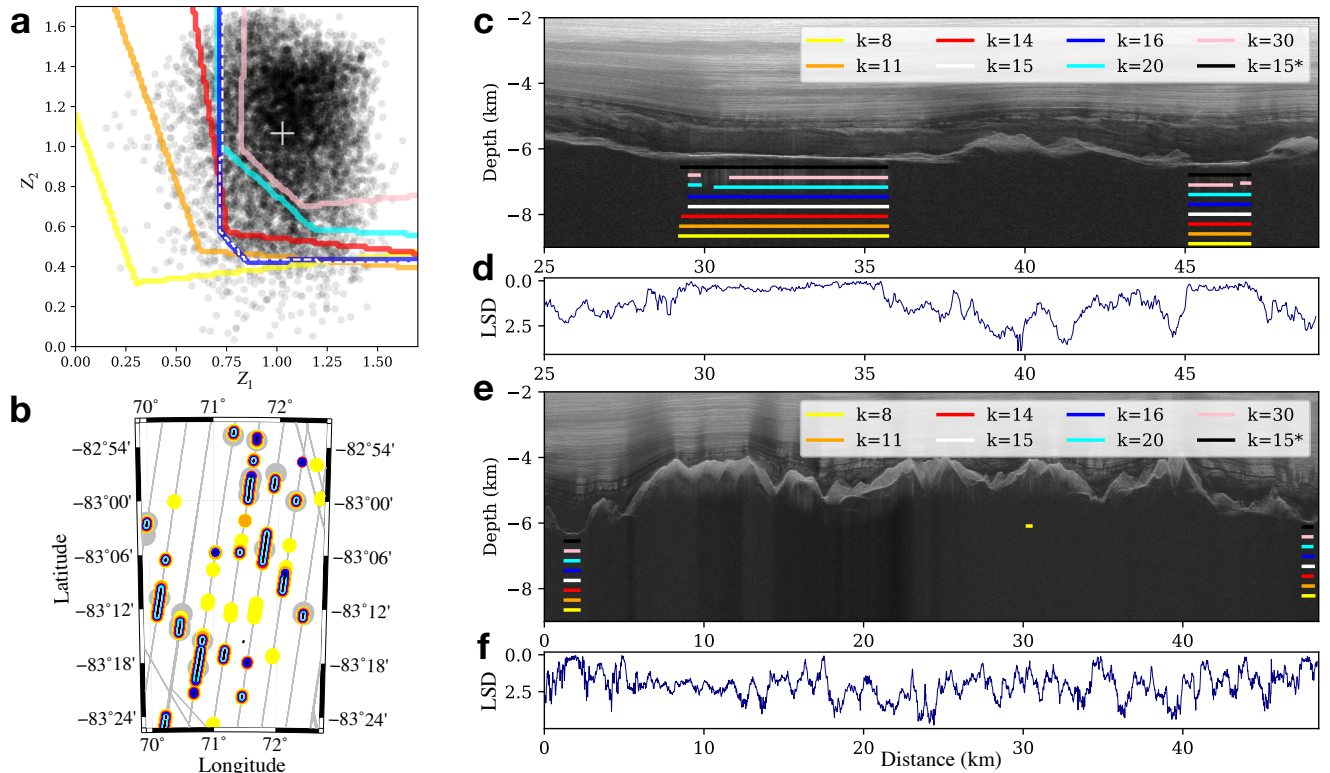 a
1.6
1.4
1.2
1.0
0.8
0.6
0.4
0.2
0.0
Z2
0.00 0.25 0.50 0.75 1.00 1.25 1.50
Z1
b
70° 71° 72°
−82°54' −82°54'
−83°00' −83°00'
−83°06' −83°06'
−83°12' −83°12'
−83°18' −83°18'
−83°24' −83°24'
Latitude
70° 71° 72°
Longitude
c
−2
−4
−6
−8
Depth (km)
k=8 k=14 k=16 k=30
k=11 k=15 k=20 k=15*
25 30 35 40 45
d
0.0
2.5
LSD
25 30 35 40 45
e
−2
−4
−6
−8
Depth (km)
k=8 k=14 k=16 k=30
k=11 k=15 k=20 k=15*
0 10 20 30 40
f
0.0
2.5
LSD
0 10 20 30 40
Distance (km)